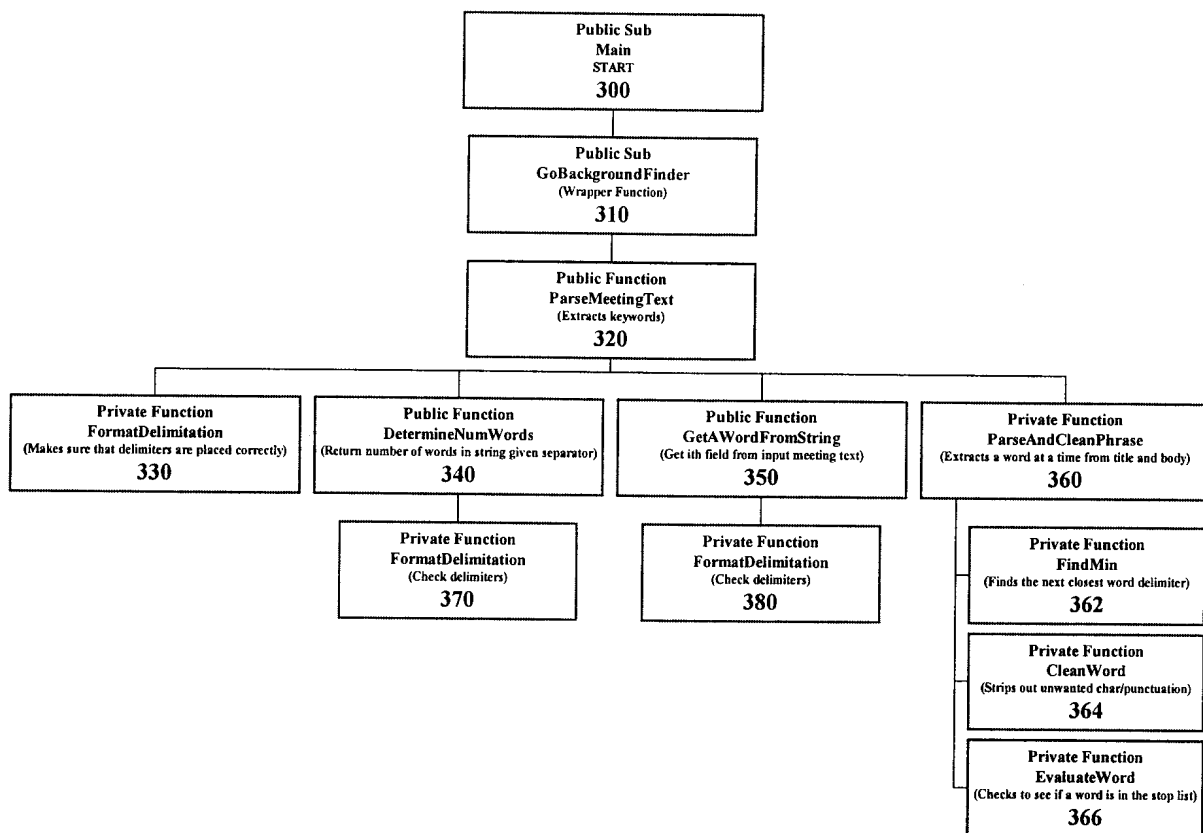 Public Sub
Main
START
300
Public Sub
GoBackgroundFinder
(Wrapper Function)
310
Public Function
ParseMeetingText
(Extracts keywords)
320
Private Function
FormatDelimitation
(Makes sure that delimiters are placed correctly)
330
Public Function
DetermineNumWords
(Return number of words in string given separator)
340
Public Function
GetAWordFromString
(Get ith field from input meeting text)
350
Private Function
ParseAndCleanPhrase
(Extracts a word at a time from title and body)
360
Private Function
FormatDelimitation
(Check delimiters)
370
Private Function
FormatDelimitation
(Check delimiters)
380
Private Function
FindMin
(Finds the next closest word delimiter)
362
Private Function
CleanWord
(Strips out unwanted char/punctuation)
364
Private Function
EvaluateWord
(Checks to see if a word is in the stop list)
366